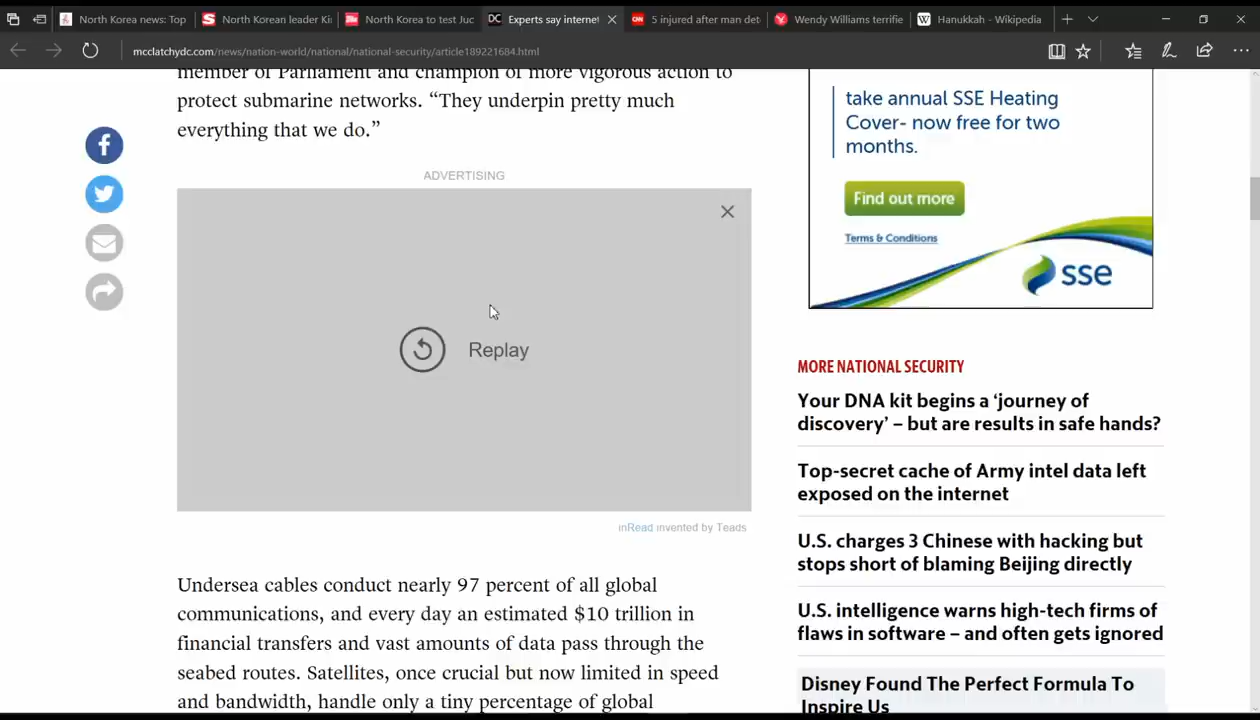 North Korea news: Top
North Korean leader Ki
North Korea to test Juc
DC
Experts say internet
CNN
5 injured after man det
Wendy Williams terrifie
W
Hanukkah - Wikipedia
mcclatchydc.com/news/nation-world/national/national-security/article189221684.html
member of Parliament and champion of more vigorous action to
protect submarine networks. “They underpin pretty much
everything that we do.”
ADVERTISING
Replay
inRead invented by Teads
Undersea cables conduct nearly 97 percent of all global
communications, and every day an estimated $10 trillion in
financial transfers and vast amounts of data pass through the
seabed routes. Satellites, once crucial but now limited in speed
and bandwidth, handle only a tiny percentage of global
take annual SSE Heating
Cover- now free for two
months.
Find out more
Terms & Conditions
sse
MORE NATIONAL SECURITY
Your DNA kit begins a ‘journey of
discovery’ – but are results in safe hands?
Top-secret cache of Army intel data left
exposed on the internet
U.S. charges 3 Chinese with hacking but
stops short of blaming Beijing directly
U.S. intelligence warns high-tech firms of
flaws in software – and often gets ignored
Disney Found The Perfect Formula To
Inspire Us